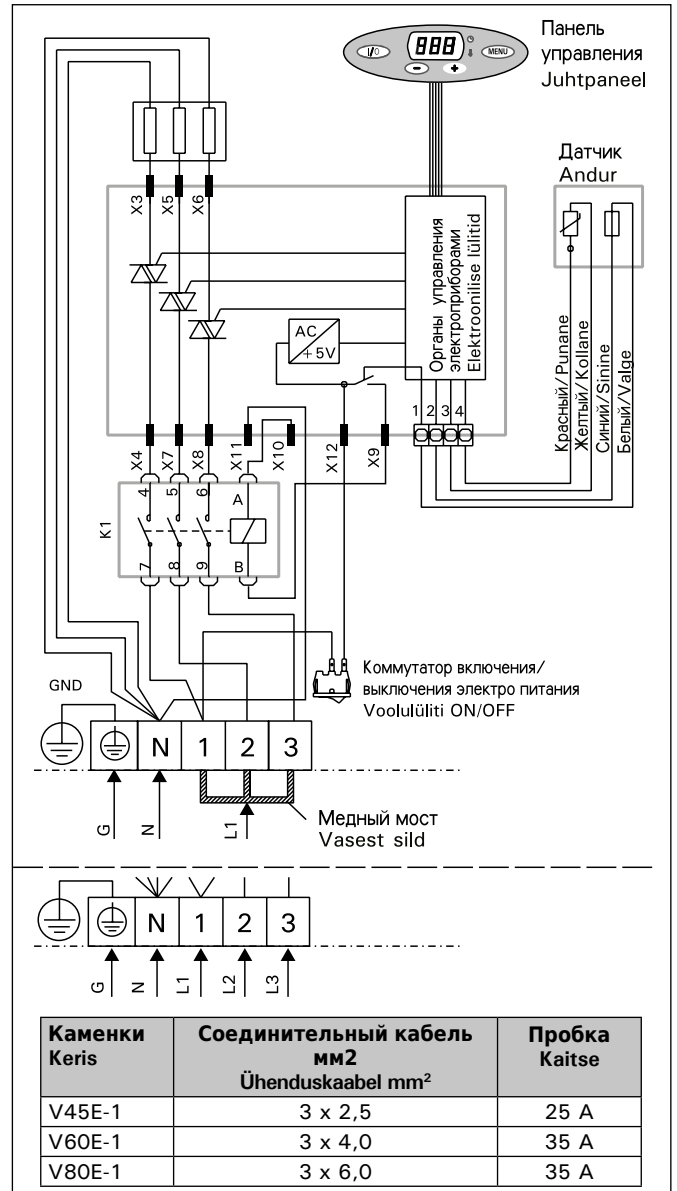 Панель
управления
Juhtpaneel
I/O
888
MENU
Датчик
Andur
X3
X5
X6
Органы управления
электроприборами
Elektroonilise lülitid
AC
+5V
1 2 3 4
Красный/Punane
Желтый/Kollane
Синий/Sinine
Белый/Valge
X4
X7
X8
X11
X10
X12
X9
K1
4 5 6 A
7 8 9 B
Коммутатор включения/
выключения электро питания
Voolulüliti ON/OFF
GND
N 1 2 3
G
N
L1
Медный мост
Vasest sild
N 1 2 3
G
N
L1
L2
L3
Каменки Соединительный кабель Пробка
Keris мм2 Kaitse
Ühenduskaabel mm²
V45E-1 3 x 2,5 25 A
V60E-1 3 x 4,0 35 A
V80E-1 3 x 6,0 35 A